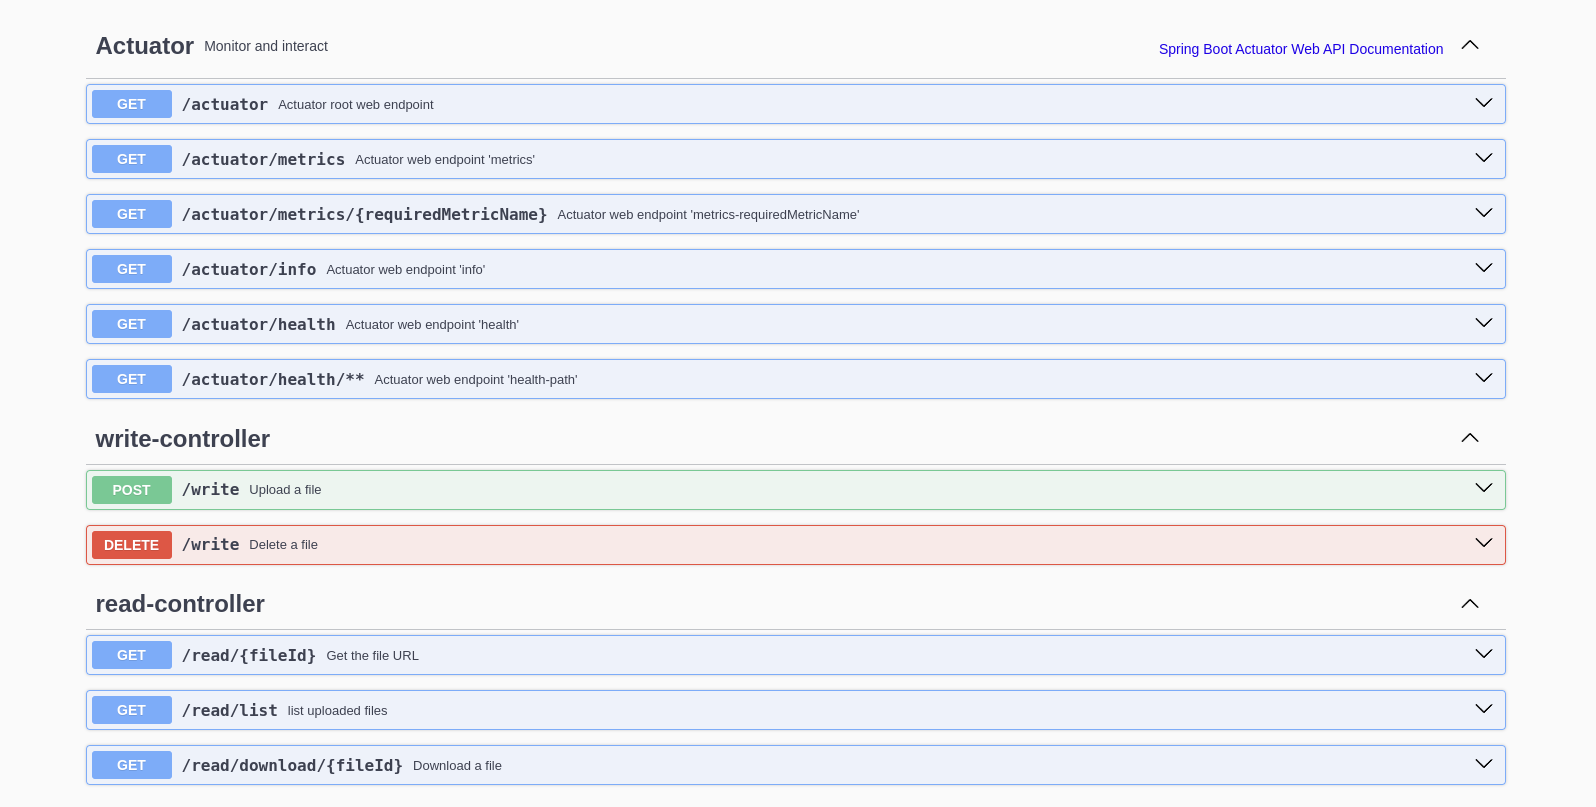 Actuator Monitor and interact Spring Boot Actuator Web API Documentation
GET /actuator Actuator root web endpoint
GET /actuator/metrics Actuator web endpoint 'metrics'
GET /actuator/metrics/{requiredMetricName} Actuator web endpoint 'metrics-requiredMetricName'
GET /actuator/info Actuator web endpoint 'info'
GET /actuator/health Actuator web endpoint 'health'
GET /actuator/health/** Actuator web endpoint 'health-path'
write-controller
POST /write Upload a file
DELETE /write Delete a file
read-controller
GET /read/{fileId} Get the file URL
GET /read/list list uploaded files
GET /read/download/{fileId} Download a file